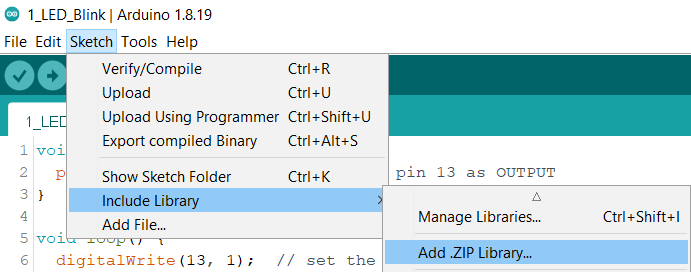 1_LED_Blink | Arduino 1.8.19
File Edit Sketch Tools Help
Verify/Compile Ctrl+R
Upload Ctrl+U
Upload Using Programmer Ctrl+Shift+U
Export compiled Binary Ctrl+Alt+S
1_LED
1 voi
Show Sketch Folder Ctrl+K
2 p pin 13 as OUTPUT
Include Library
3 }
Manage Libraries... Ctrl+Shift+I
4
Add File...
5 void loop() {
Add .ZIP Library...
6 digitalWrite(13, 1); // set the